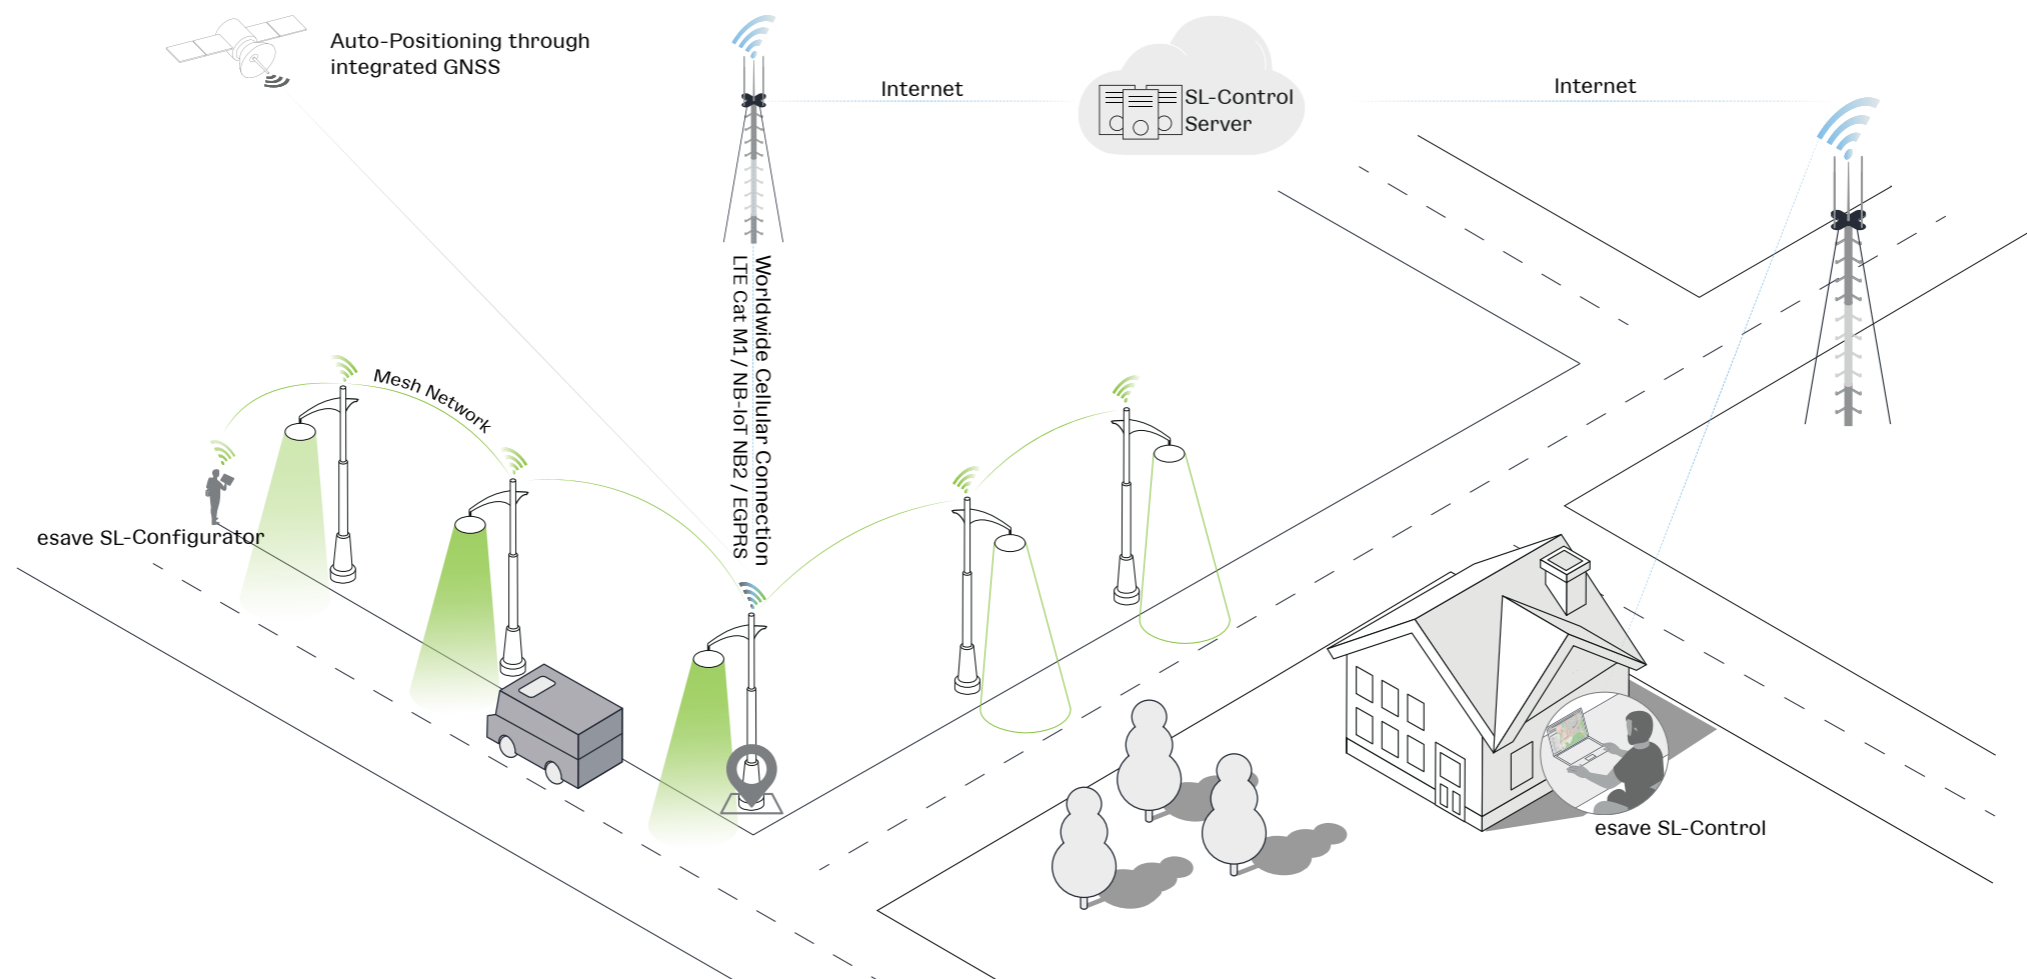 Auto-Positioning through
integrated GNSS
Internet
SL-Control
Server
Internet
Worldwide Cellular Connection
LTE Cat M1 / NB-IoT NB2 / EGPRS
Mesh Network
esave SL-Configurator
esave SL-Control